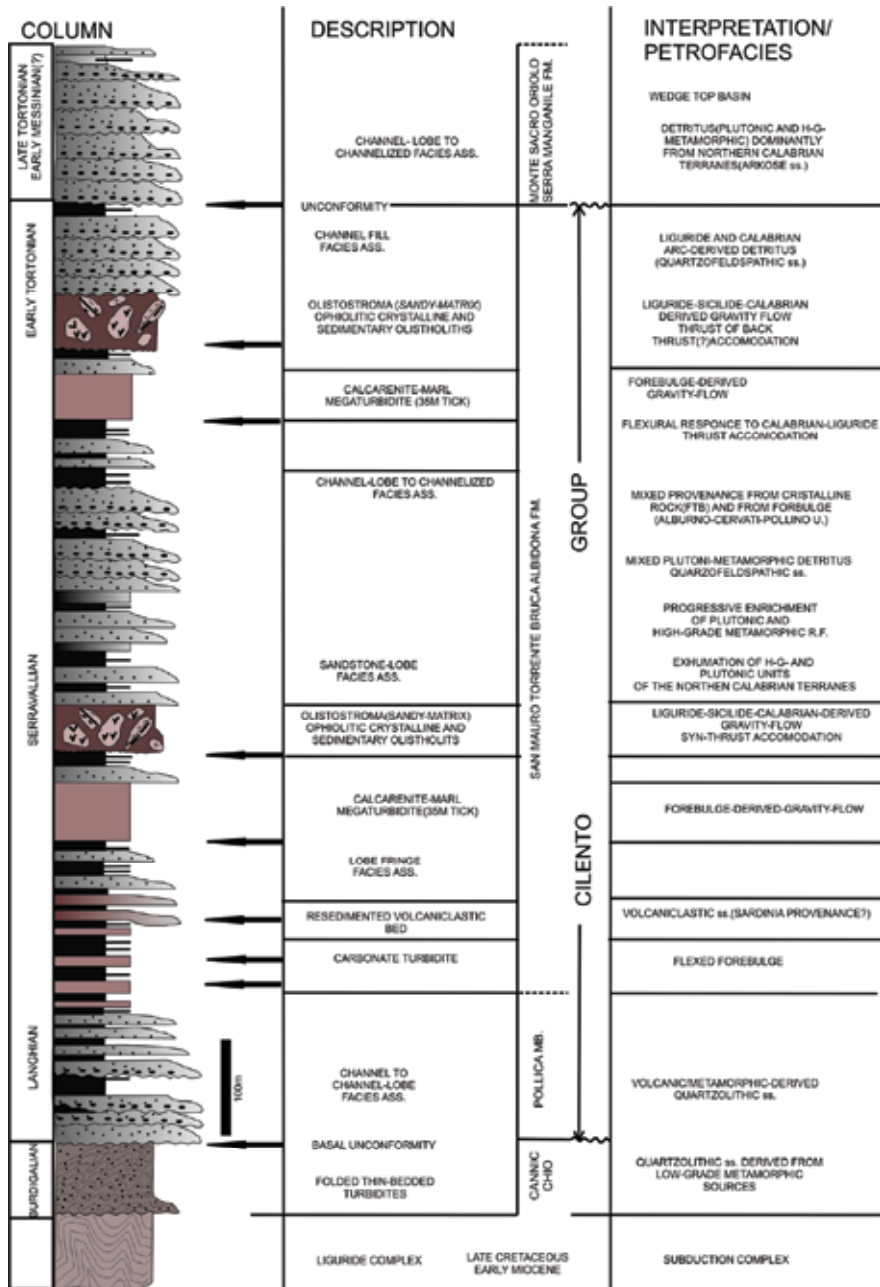 COLUMN
DESCRIPTION
INTERPRETATION/
PETROFACIES
LATE TORTONIAN
EARLY MESSINIAN(?)
EARLY TORTONIAN
SERRAVALLIAN
LANGHIAN
BURDIGALIAN
100m
CHANNEL- LOBE TO
CHANNELIZED FACIES ASS.
UNCONFORMITY
CHANNEL FILL
FACIES ASS.
OLISTOSTROMA (SANDY-MATRIX)
OPHIOLITIC CRYSTALLINE AND
SEDIMENTARY OLISTHOLITHS
CALCARENITE-MARL
MEGATURBIDITE (35M TICK)
CHANNEL-LOBE TO CHANNELIZED
FACIES ASS.
SANDSTONE-LOBE
FACIES ASS.
OLISTOSTROMA(SANDY-MATRIX)
OPHIOLITIC CRYSTALLINE AND
SEDIMENTARY OLISTHOLITS
CALCARENITE-MARL
MEGATURBIDITE(35M TICK)
LOBE FRINGE
FACIES ASS.
RESEDIMENTED VOLCANICLASTIC
BED
CARBONATE TURBIDITE
CHANNEL TO
CHANNEL-LOBE
FACIES ASS.
BASAL UNCONFORMITY
FOLDED THIN-BEDDED
TURBIDITES
LIGURIDE COMPLEX
LATE CRETACEOUS
EARLY MIOCENE
MONTE SACRO ORIOLO
SERRA MANGANILE FM.
SAN MAURO TORRENTE BRUCA ALBIDONA FM.
POLLICA MB.
CANNIC
CHIO
GROUP
CILENTO
WEDGE TOP BASIN
DETRITUS(PLUTONIC AND H-G-
METAMORPHIC) DOMINANTLY
FROM NORTHERN CALABRIAN
TERRANES(ARKOSE ss.)
LIGURIDE AND CALABRIAN
ARC-DERIVED DETRITUS
(QUARTZOFELDSPATHIC ss.)
LIGURIDE-SICILIDE-CALABRIAN
DERIVED GRAVITY FLOW
THRUST OF BACK
THRUST(?)ACCOMODATION
FOREBULGE-DERIVED
GRAVITY-FLOW
FLEXURAL RESPONCE TO CALABRIAN-LIGURIDE
THRUST ACCOMODATION
MIXED PROVENANCE FROM CRISTALLINE
ROCK(FTB) AND FROM FORBULGE
(ALBURNO-CERVATI-POLLINO U.)
MIXED PLUTONI-METAMORPHIC DETRITUS
QUARZOFELDSPATHIC ss.
PROGRESSIVE ENRICHMENT
OF PLUTONIC AND
HIGH-GRADE METAMORPHIC R.F.
EXHUMATION OF H-G- AND
PLUTONIC UNITS
OF THE NORTHEN CALABRIAN TERRANES
LIGURIDE-SICILIDE-CALABRIAN-DERIVED
GRAVITY-FLOW
SYN-THRUST ACCOMODATION
FOREBULGE-DERIVED-GRAVITY-FLOW
VOLCANICLASTIC ss.(SARDINIA PROVENANCE?)
FLEXED FOREBULGE
VOLCANIC/METAMORPHIC-DERIVED
QUARTZOLITHIC ss.
QUARTZOLITHIC ss. DERIVED FROM
LOW-GRADE METAMORPHIC
SOURCES
SUBDUCTION COMPLEX